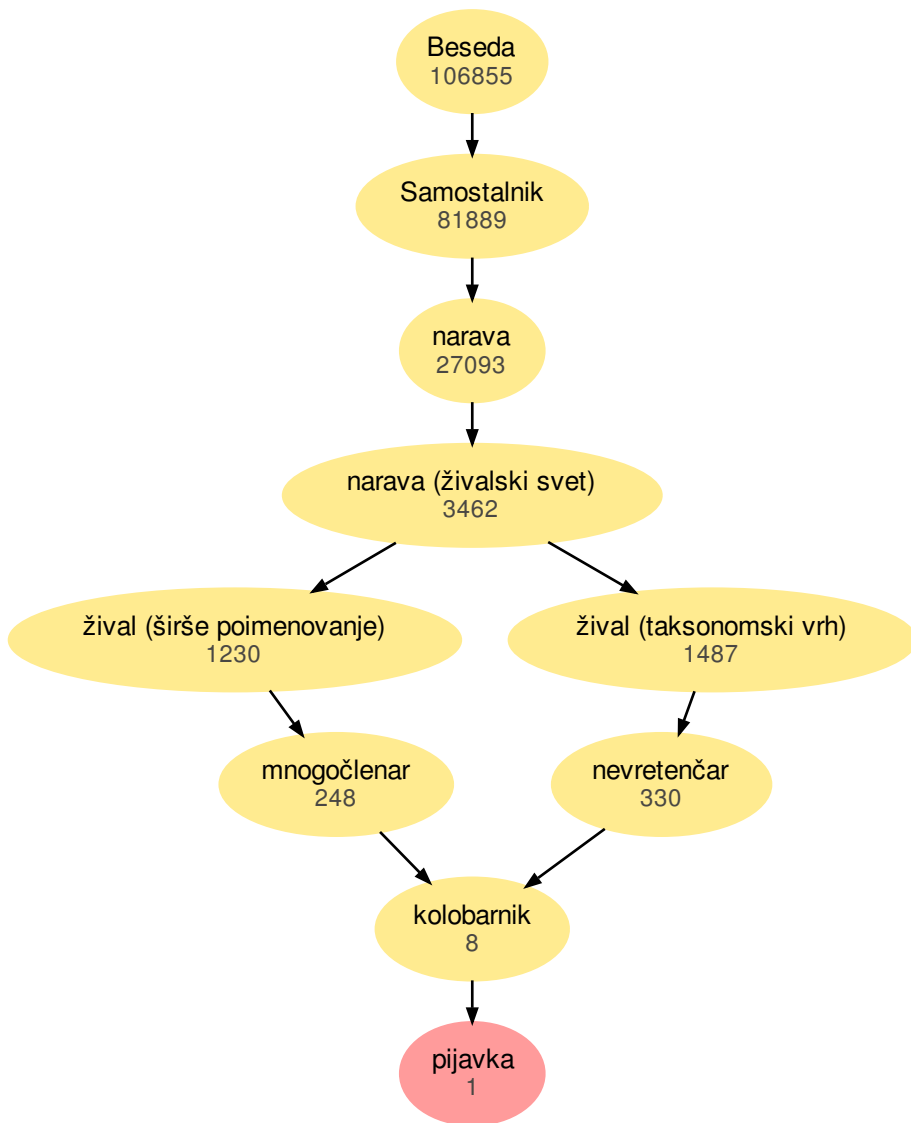 Beseda
106855
Samostalnik
81889
narava
27093
narava (živalski svet)
3462
žival (širše poimenovanje)
1230
žival (taksonomski vrh)
1487
mnogočlenar
248
nevretenčar
330
kolobarnik
8
pijavka
1